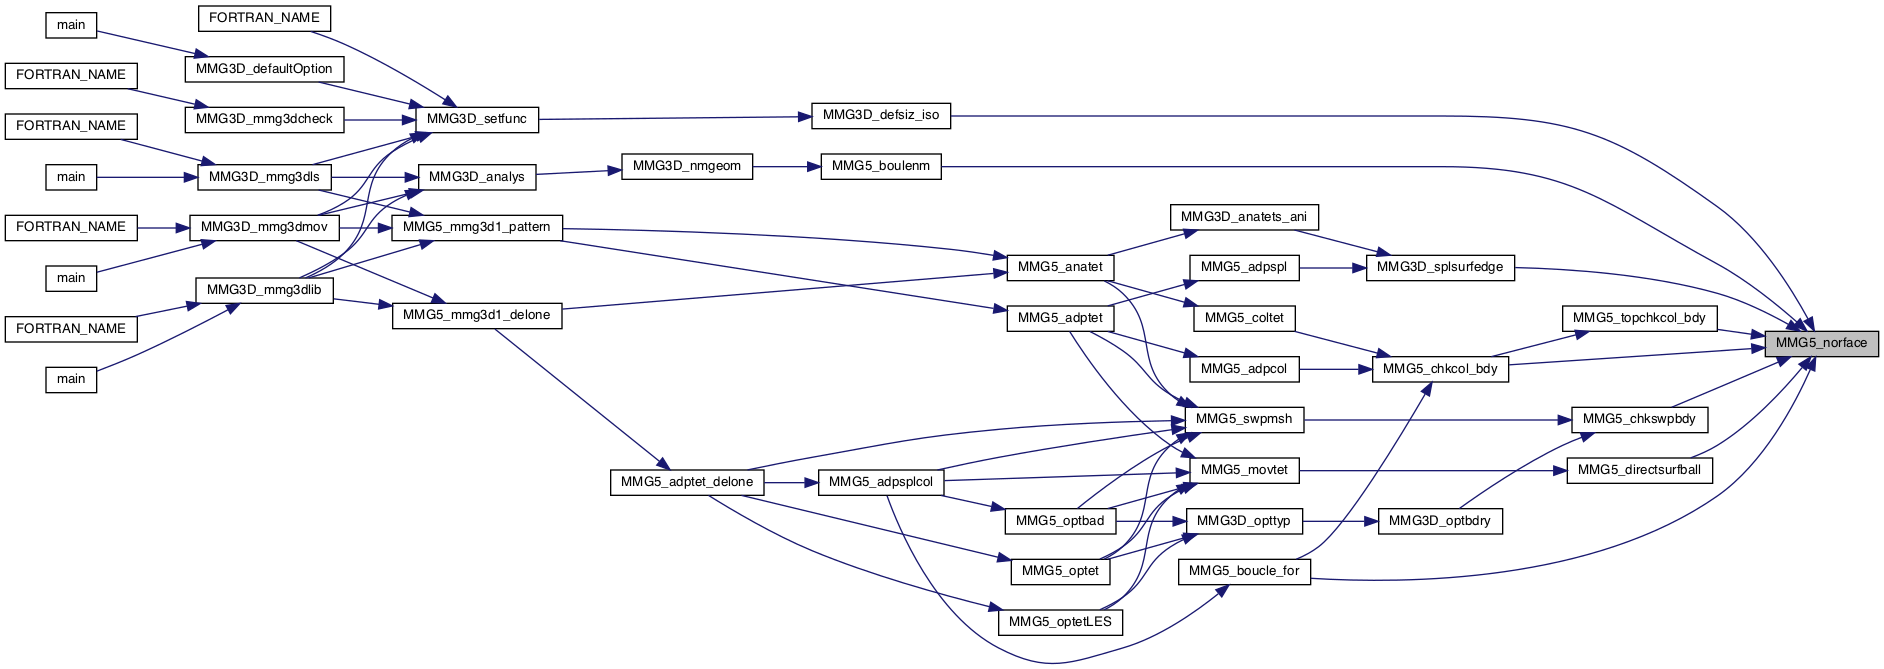 FORTRAN_NAME
main
MMG3D_defaultOption
FORTRAN_NAME
MMG3D_mmg3dcheck
MMG3D_setfunc
MMG3D_defsiz_iso
FORTRAN_NAME
main
MMG3D_mmg3dls
MMG3D_analys
MMG3D_nmgeom
MMG5_boulenm
FORTRAN_NAME
MMG3D_mmg3dmov
MMG5_mmg3d1_pattern
MMG3D_anatets_ani
main
MMG3D_mmg3dlib
MMG5_anatet
MMG5_adpspl
MMG3D_splsurfedge
FORTRAN_NAME
MMG5_mmg3d1_delone
MMG5_adptet
MMG5_coltet
MMG5_topchkcol_bdy
MMG5_norface
main
MMG5_adpcol
MMG5_chkcol_bdy
MMG5_swpmsh
MMG5_chkswpbdy
MMG5_adptet_delone
MMG5_adpsplcol
MMG5_movtet
MMG5_directsurfball
MMG5_optbad
MMG3D_opttyp
MMG3D_optbdry
MMG5_optet
MMG5_boucle_for
MMG5_optetLES